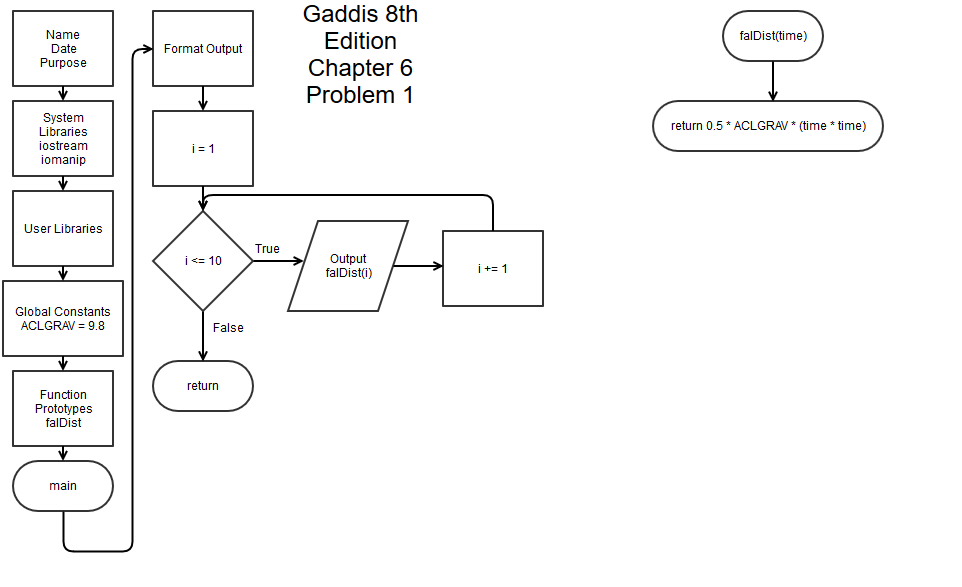 Name
Date
Purpose
System
Libraries
iostream
iomanip
User Libraries
Global Constants
ACLGRAV = 9.8
Function
Prototypes
falDist
main
Format Output
i = 1
i <= 10
True
False
Output
falDist(i)
i += 1
return
Gaddis 8th
Edition
Chapter 6
Problem 1
falDist(time)
return 0.5 * ACLGRAV * (time * time)